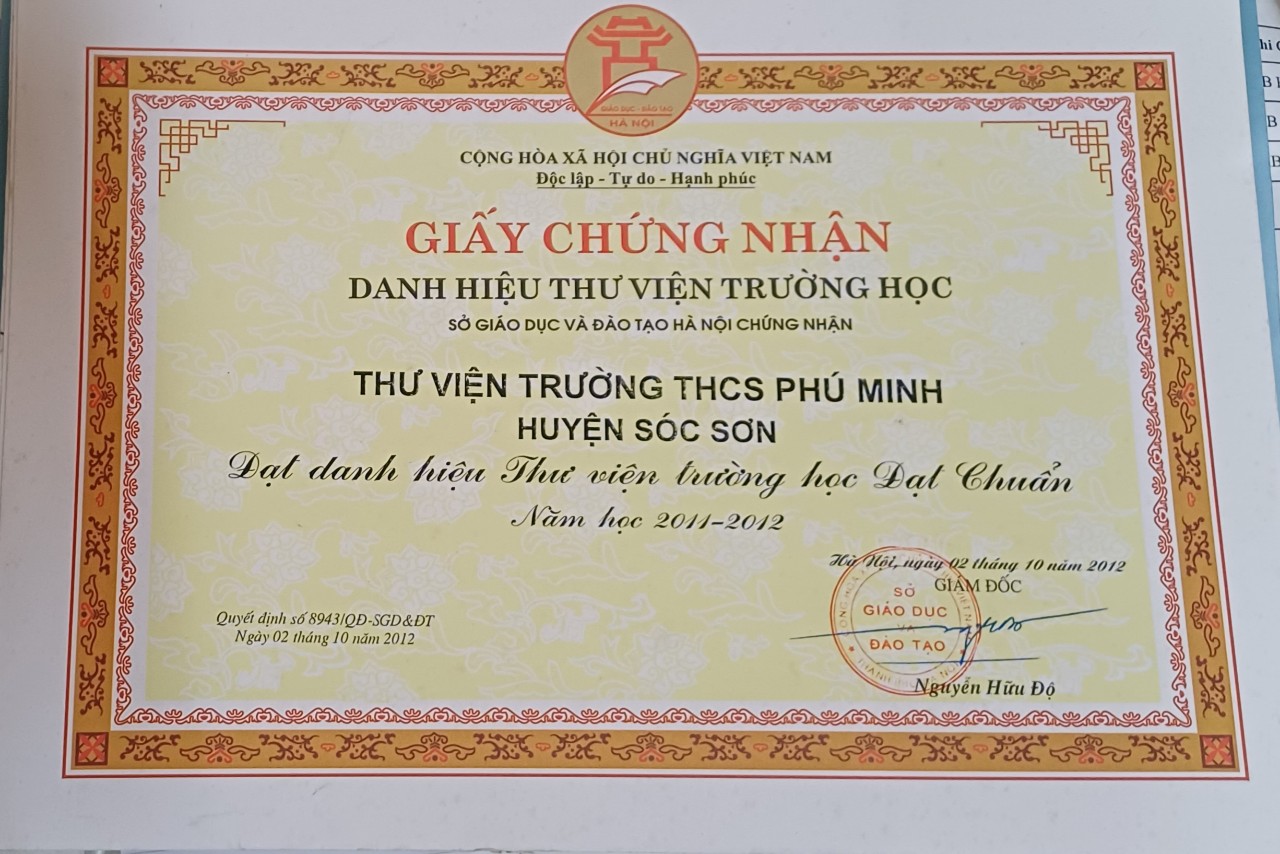 GIÁO DỤC - ĐÀO TẠO
HÀ NỘI
CỘNG HÒA XÃ HỘI CHỦ NGHĨA VIỆT NAM
Độc lập - Tự do - Hạnh phúc
GIẤY CHỨNG NHẬN
DANH HIỆU THƯ VIỆN TRƯỜNG HỌC
SỞ GIÁO DỤC VÀ ĐÀO TẠO HÀ NỘI CHỨNG NHẬN
THƯ VIỆN TRƯỜNG THCS PHÚ MINH
HUYỆN SÓC SƠN
Đạt danh hiệu Thư viện trường học Đạt Chuẩn
Năm học 2011-2012
Hà Nội, ngày 02 tháng 10 năm 2012
GIÁM ĐỐC
SỞ
GIÁO DỤC
VÀ
ĐÀO TẠO
Nguyễn Hữu Độ
Quyết định số 8943/QĐ-SGD&ĐT
Ngày 02 tháng 10 năm 2012